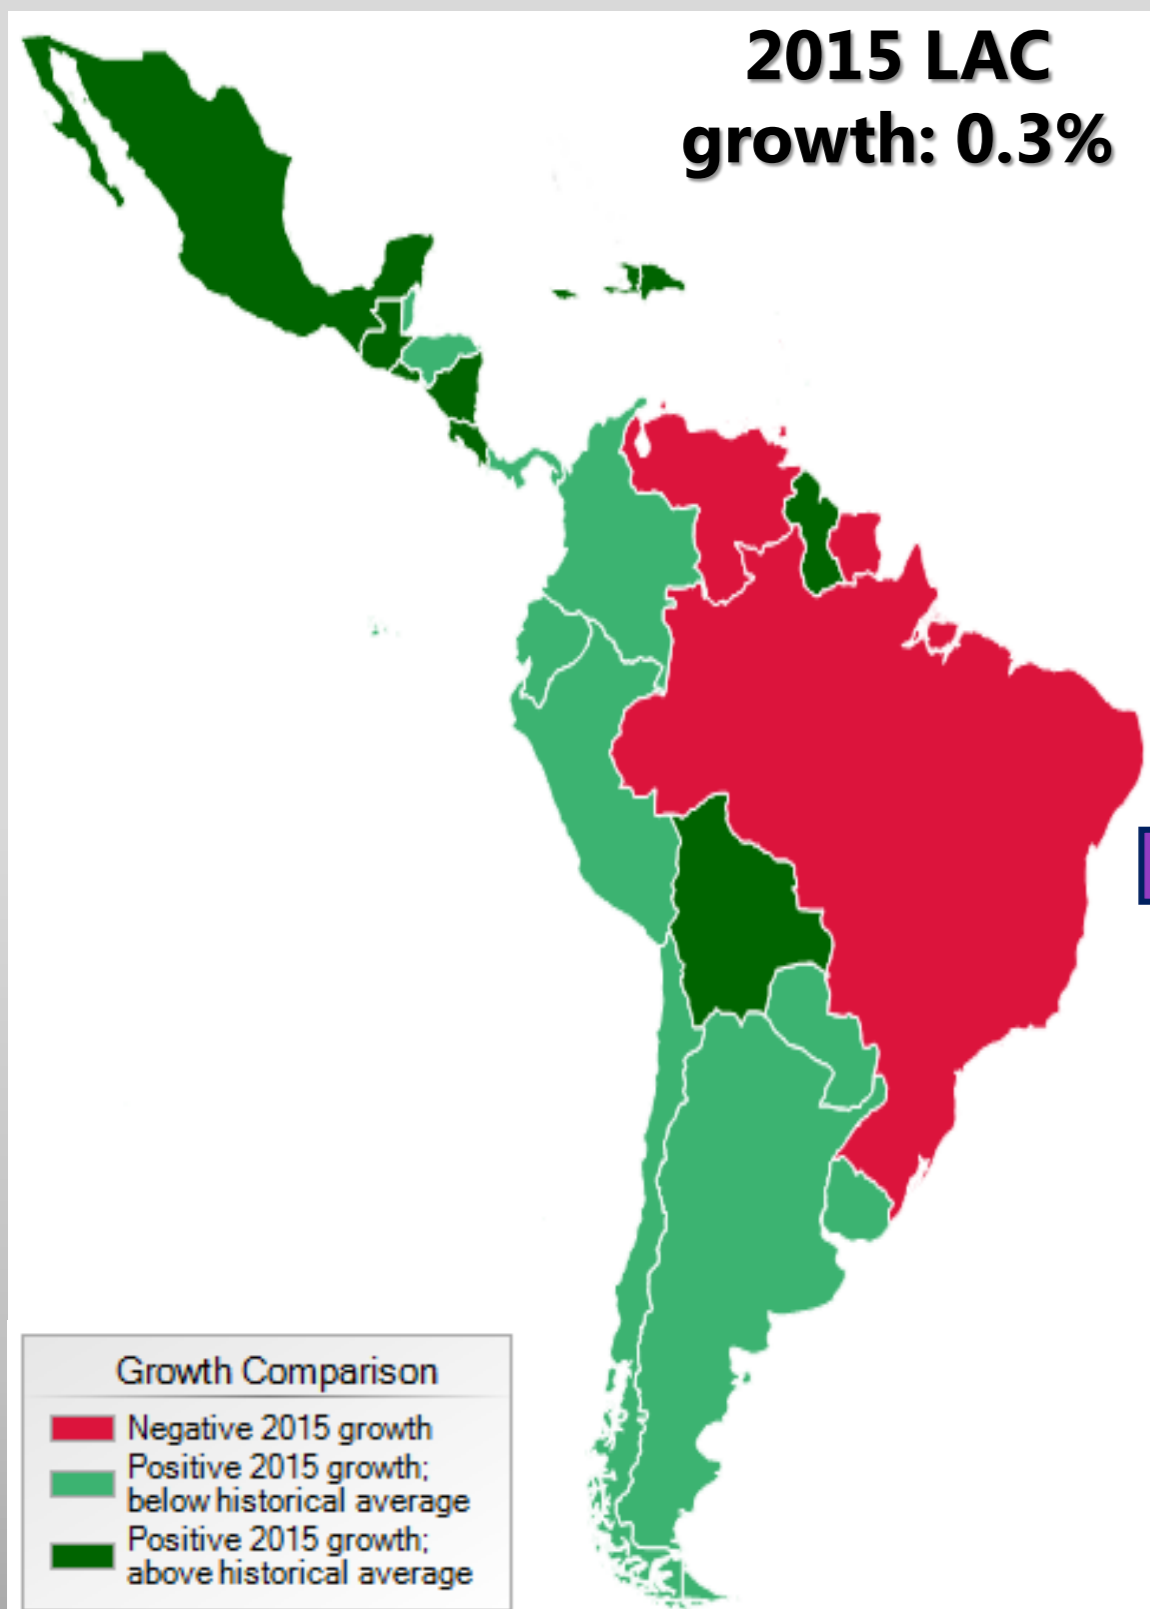 2015 LAC
growth: 0.3%
Growth Comparison
Negative 2015 growth
Positive 2015 growth;
below historical average
Positive 2015 growth;
above historical average